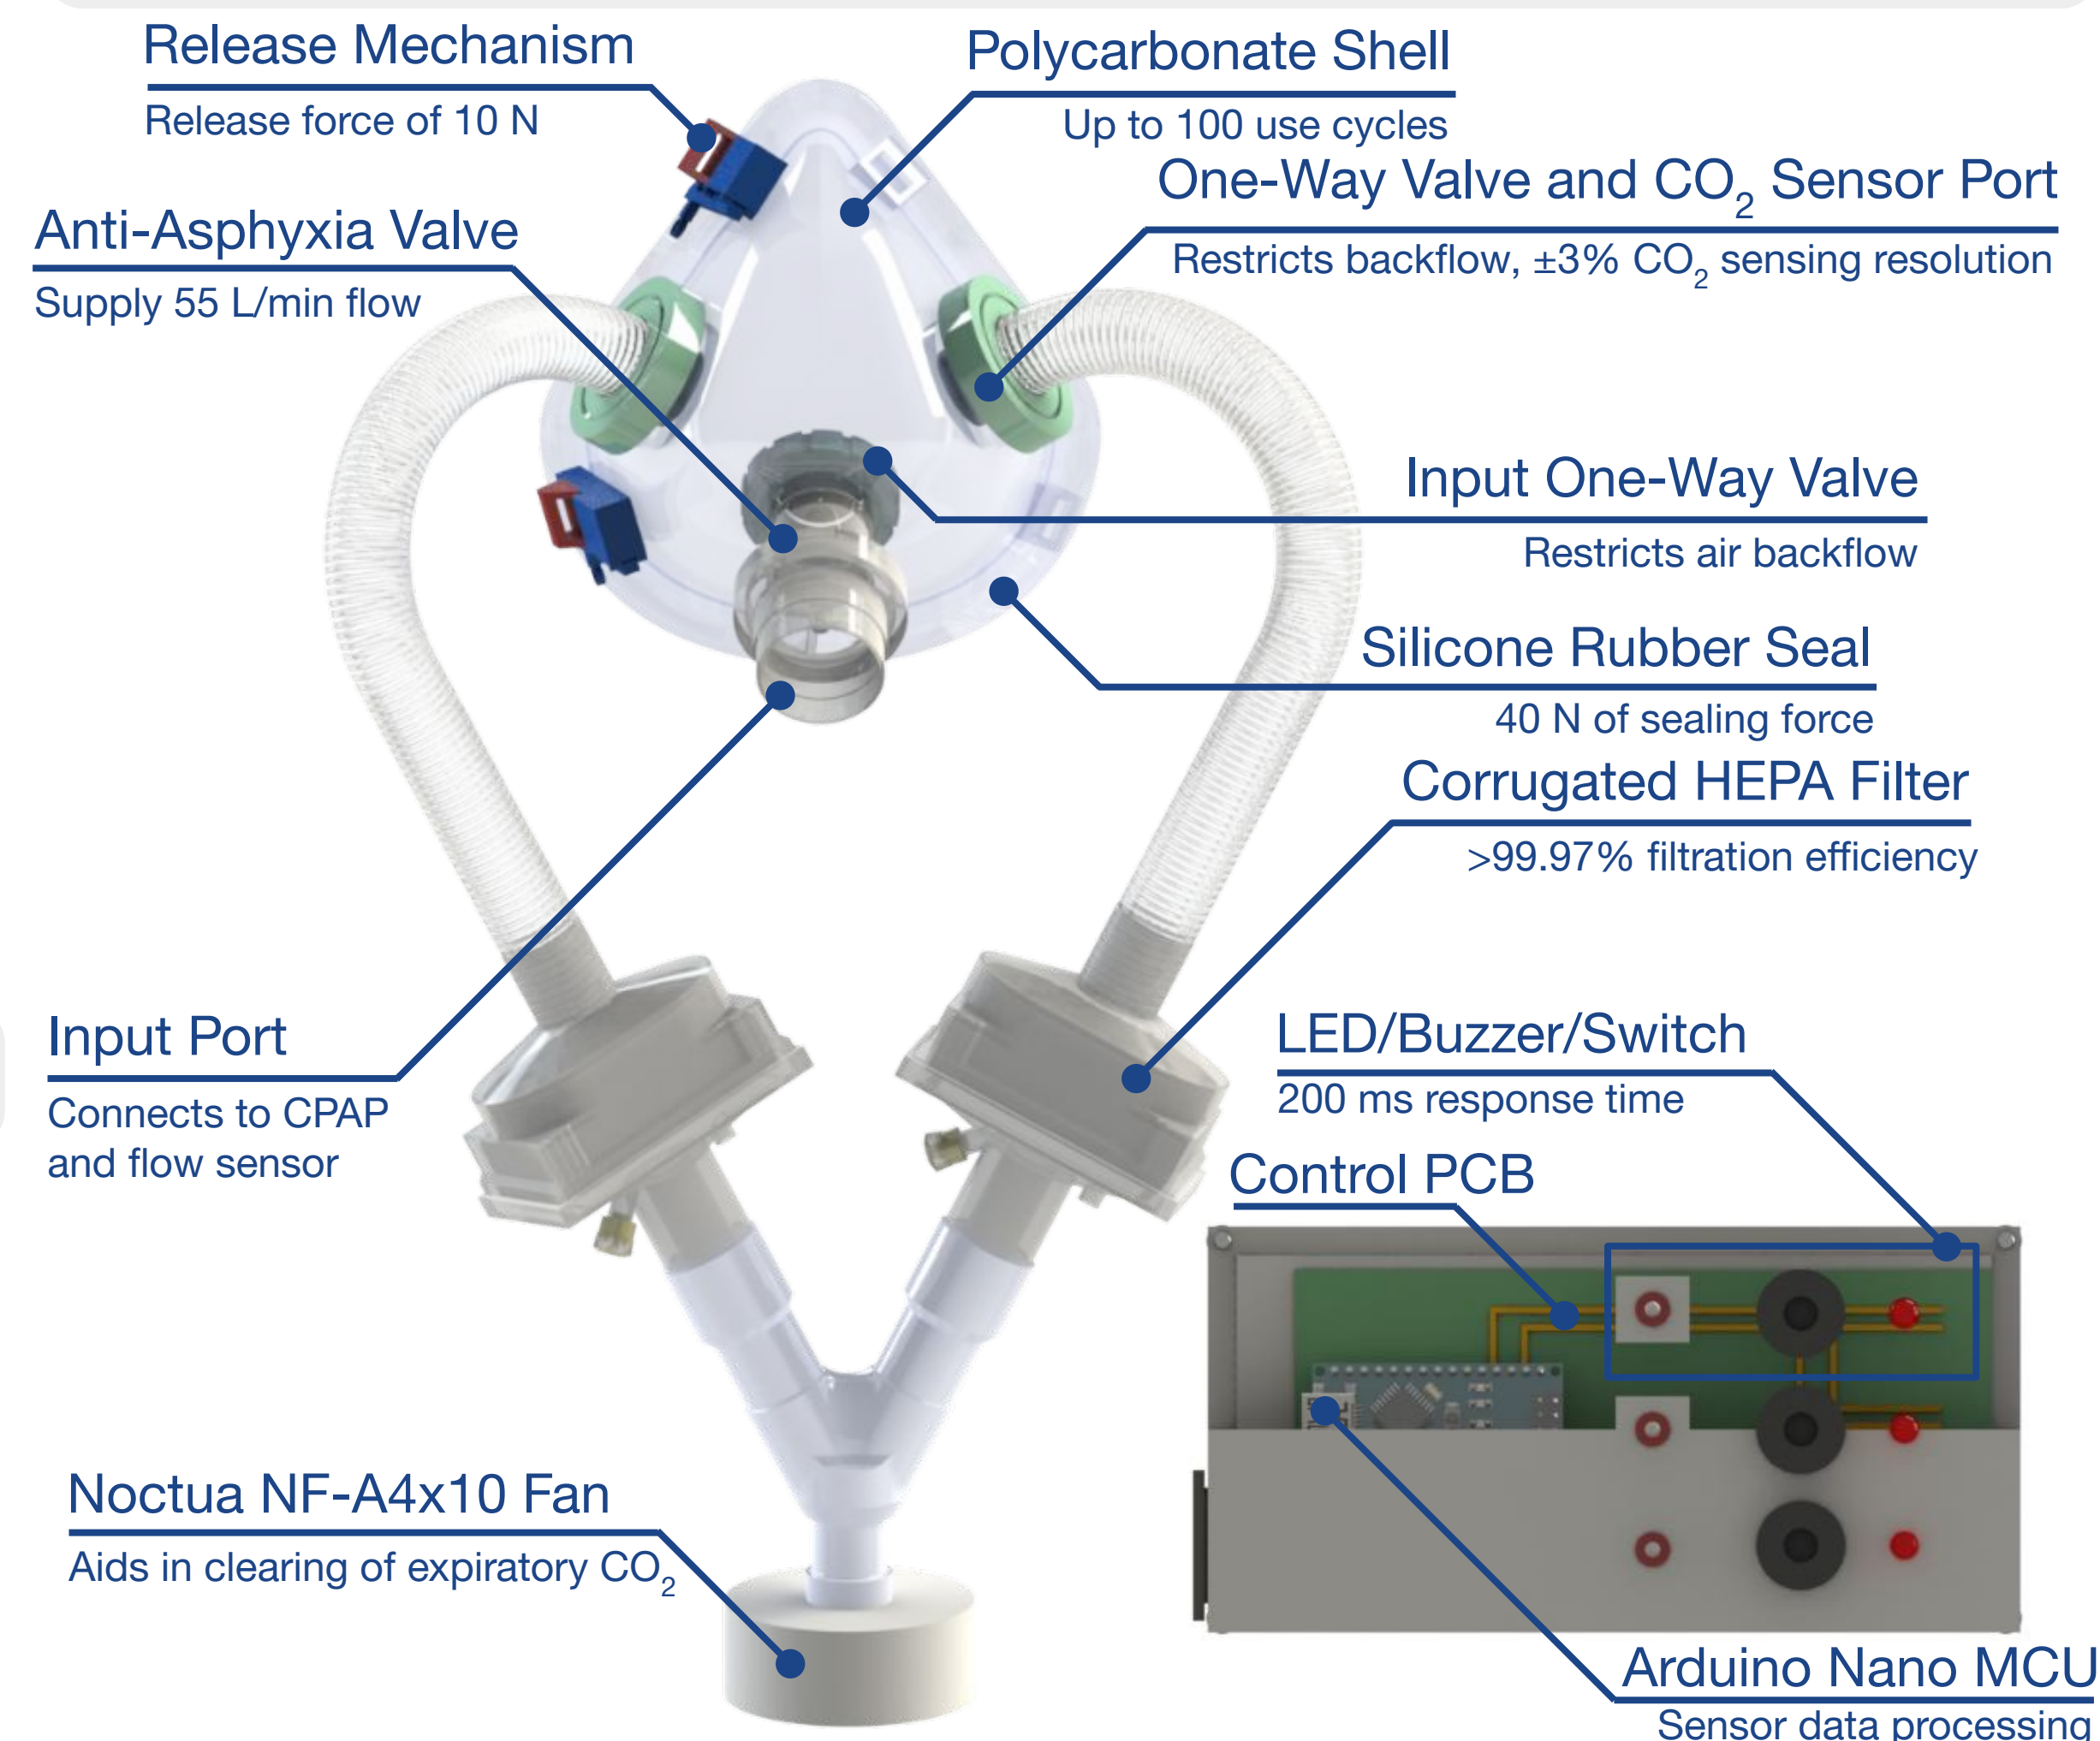 Release Mechanism
Release force of 10 N
Polycarbonate Shell
Up to 100 use cycles
One-Way Valve and CO₂ Sensor Port
Restricts backflow, ±3% CO₂ sensing resolution
Anti-Asphyxia Valve
Supply 55 L/min flow
Input One-Way Valve
Restricts air backflow
Silicone Rubber Seal
40 N of sealing force
Corrugated HEPA Filter
>99.97% filtration efficiency
Input Port
Connects to CPAP
and flow sensor
LED/Buzzer/Switch
200 ms response time
Control PCB
Noctua NF-A4x10 Fan
Aids in clearing of expiratory CO₂
Arduino Nano MCU
Sensor data processing